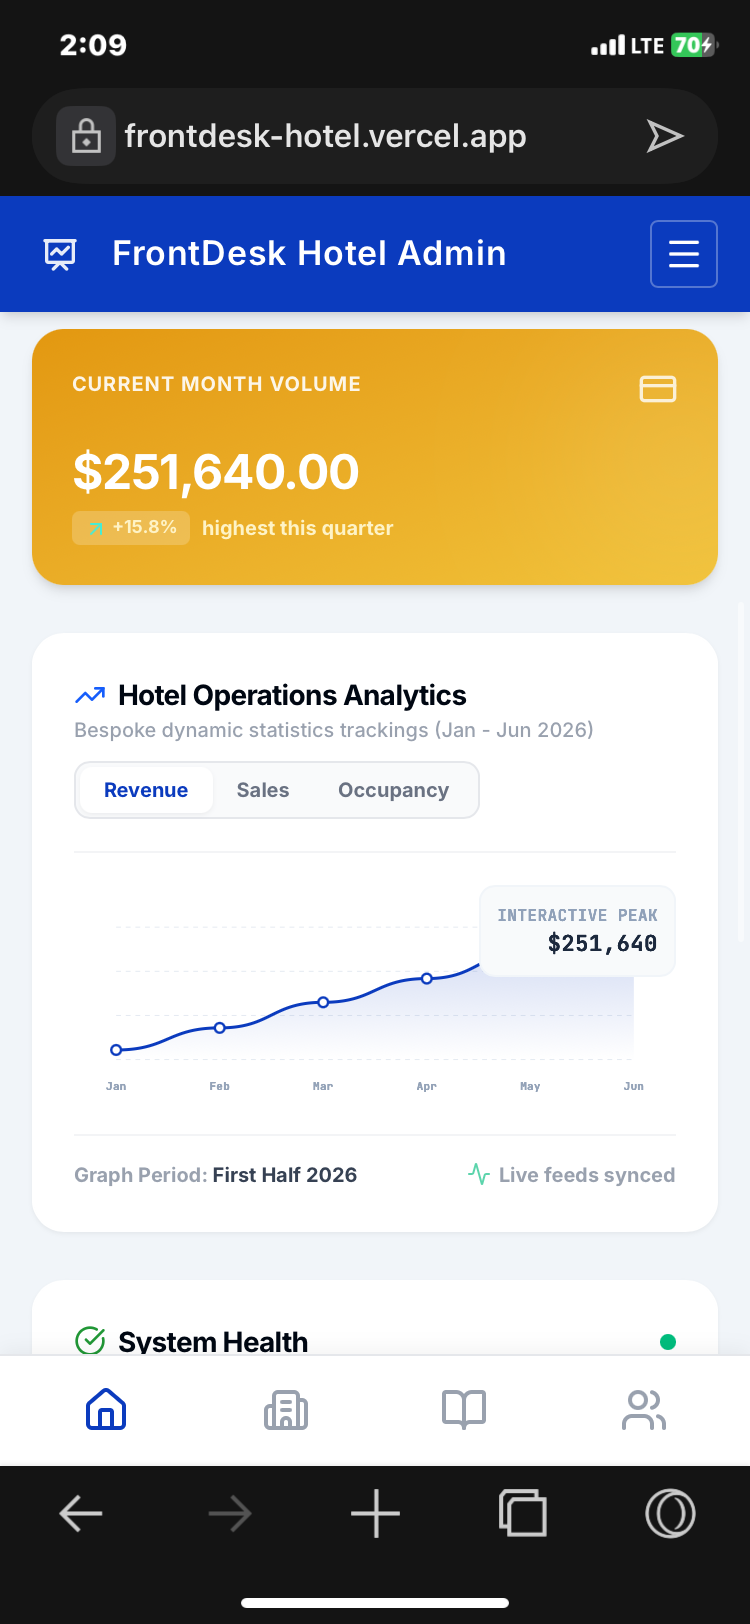 2:09
LTE 70
frontdesk-hotel.vercel.app
FrontDesk Hotel Admin
CURRENT MONTH VOLUME
$251,640.00
+15.8% highest this quarter
Hotel Operations Analytics
Bespoke dynamic statistics trackings (Jan - Jun 2026)
Revenue Sales Occupancy
INTERACTIVE PEAK
$251,640
Jan Feb Mar Apr May Jun
Graph Period: First Half 2026 Live feeds synced
System Health